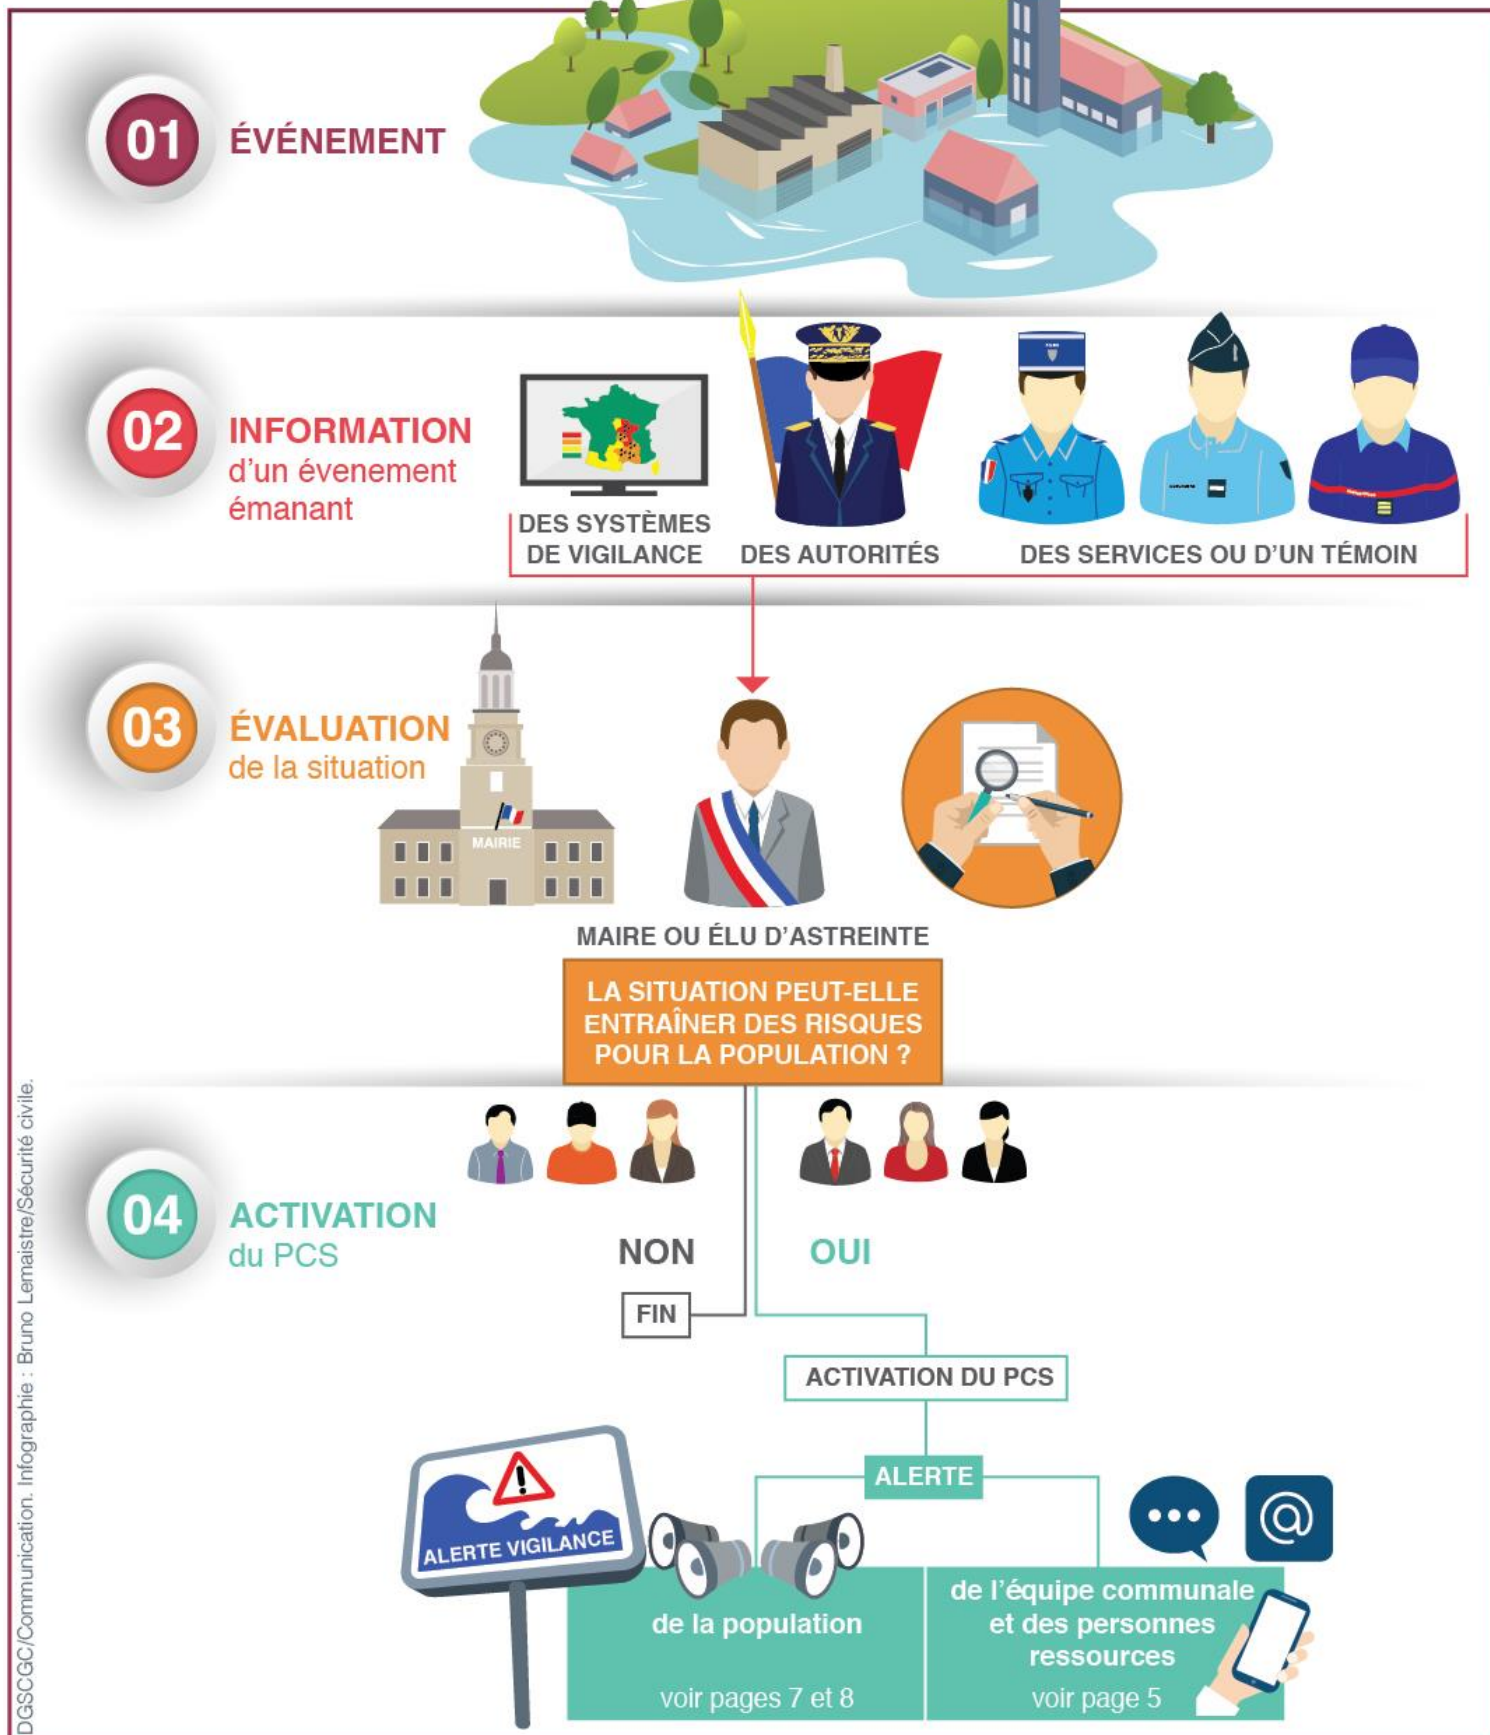 01
ÉVÉNEMENT
02
INFORMATION
d'un évenement
émanant
DES SYSTÈMES
DE VIGILANCE
DES AUTORITÉS
DES SERVICES OU D'UN TÉMOIN
03
ÉVALUATION
de la situation
MAIRIE
MAIRE OU ÉLU D'ASTREINTE
LA SITUATION PEUT-ELLE
ENTRAÎNER DES RISQUES
POUR LA POPULATION ?
04
ACTIVATION
du PCS
NON
OUI
FIN
ACTIVATION DU PCS
ALERTE
ALERTE VIGILANCE
de la population
voir pages 7 et 8
de l'équipe communale
et des personnes
ressources
voir page 5
DGSCGC/Communication. Infographie : Bruno Lemaistre/Sécurité civile.